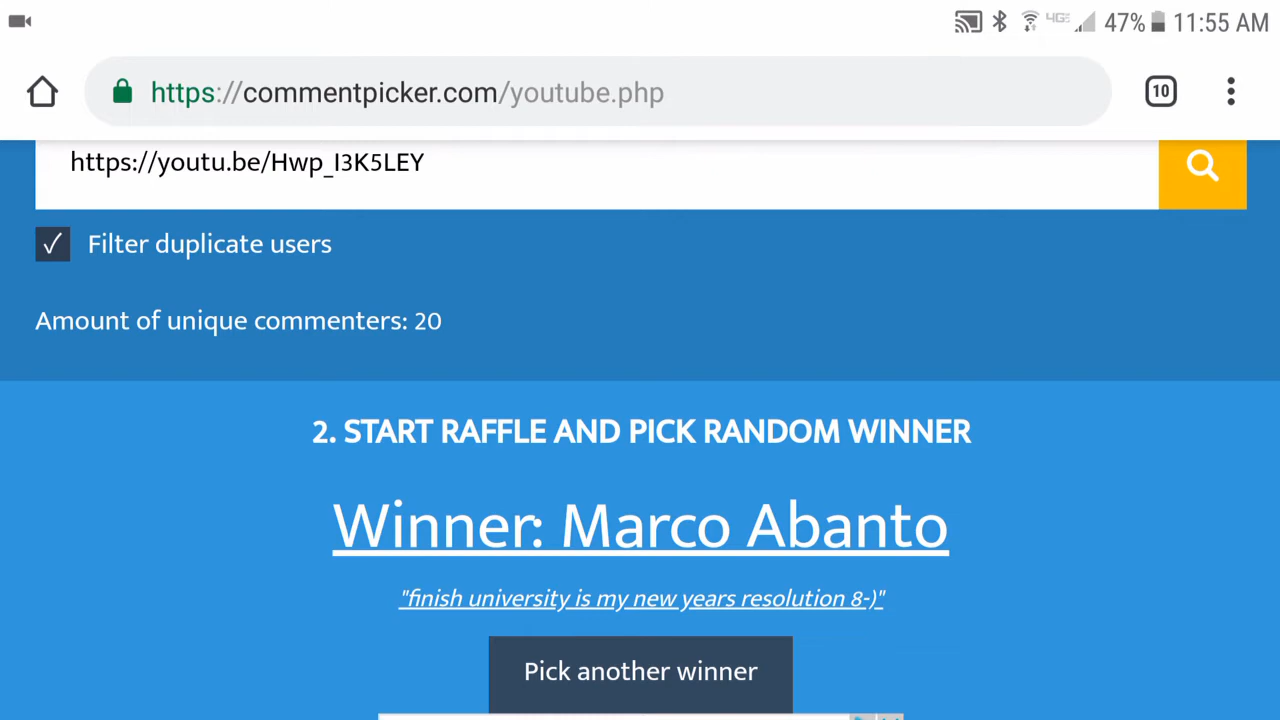 4G 47% 11:55 AM
https://commentpicker.com/youtube.php 10
https://youtu.be/Hwp_I3K5LEY
✓ Filter duplicate users
Amount of unique commenters: 20
2. START RAFFLE AND PICK RANDOM WINNER
Winner: Marco Abanto
"finish university is my new years resolution 8-)"
Pick another winner